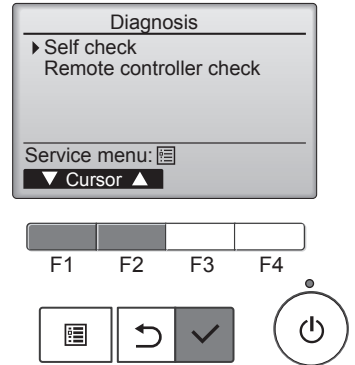 Diagnosis
Self check
Remote controller check
Service menu:
▼ Cursor ▲
F1 F2 F3 F4